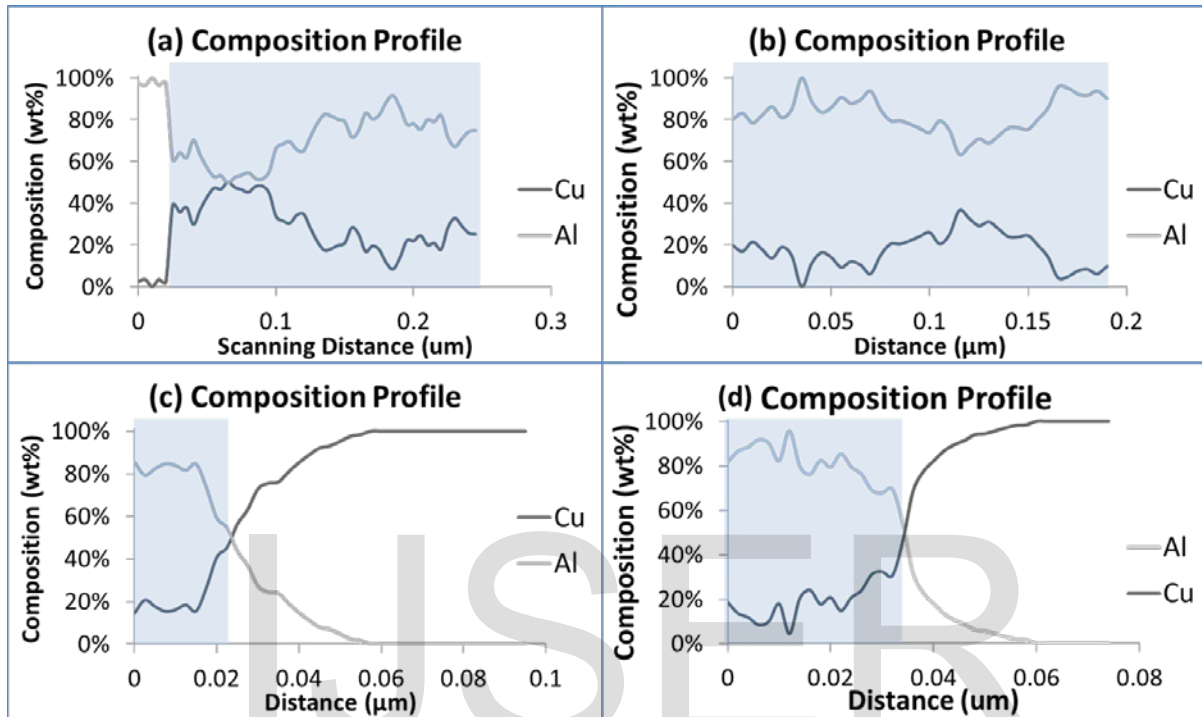 (a) Composition Profile
Composition (wt%)
100%
80%
60%
40%
20%
0%
0 0.1 0.2 0.3
Scanning Distance (um)
Cu
Al
(b) Composition Profile
Composition (wt%)
100%
80%
60%
40%
20%
0%
0 0.05 0.1 0.15 0.2
Distance (μm)
Cu
Al
(c) Composition Profile
Composition (wt%)
100%
80%
60%
40%
20%
0%
0 0.02 0.04 0.06 0.08 0.1
Distance (μm)
Cu
Al
(d) Composition Profile
Composition (wt%)
100%
80%
60%
40%
20%
0%
0 0.02 0.04 0.06 0.08
Distance (um)
Al
Cu
IJSER